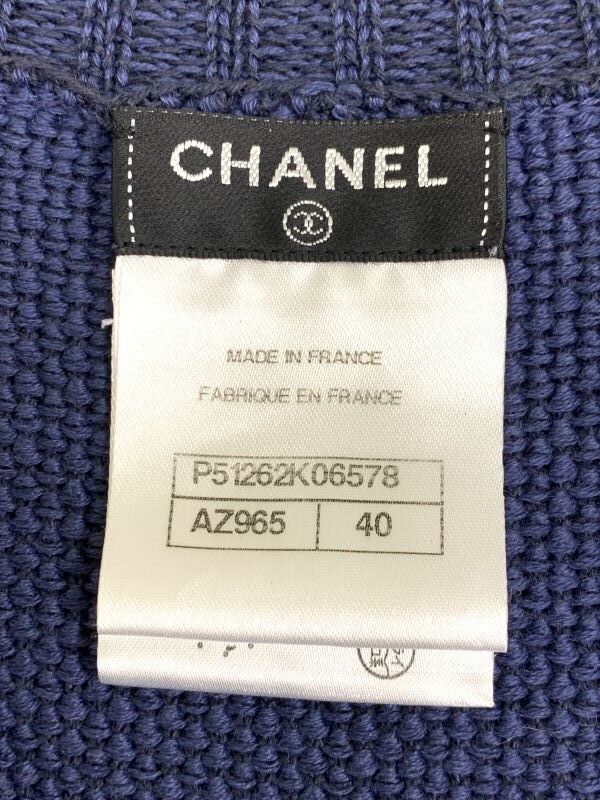 CHANEL
MADE IN FRANCE
FABRIQUE EN FRANCE
P51262K06578
AZ965 40